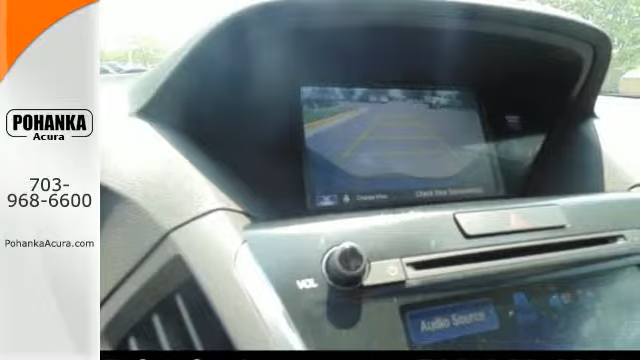 POHANKA
Acura
703-
968-6600
PohankaAcura.com
Check Your Surroundings
VOL
Audio Source